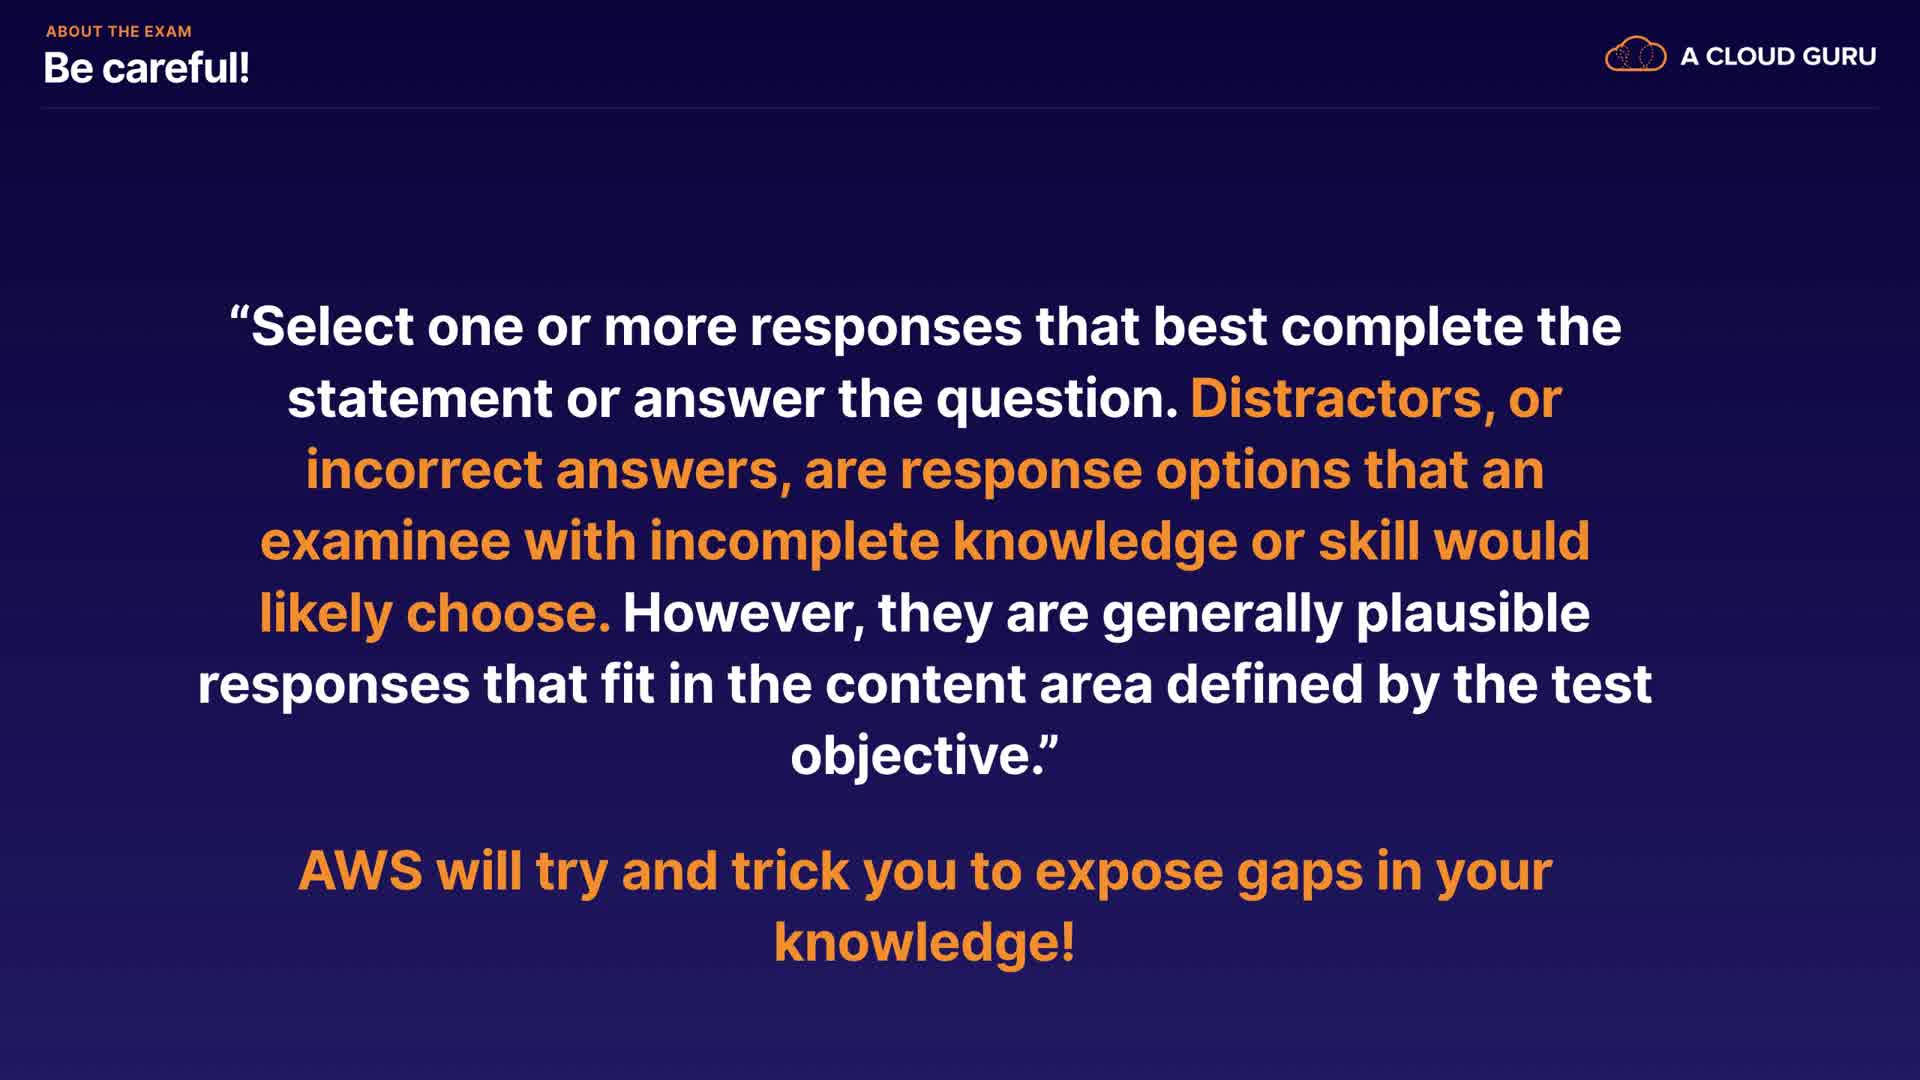 ABOUT THE EXAM
Be careful!
A CLOUD GURU
“Select one or more responses that best complete the
statement or answer the question. Distractors, or
incorrect answers, are response options that an
examinee with incomplete knowledge or skill would
likely choose. However, they are generally plausible
responses that fit in the content area defined by the test
objective.”
AWS will try and trick you to expose gaps in your
knowledge!